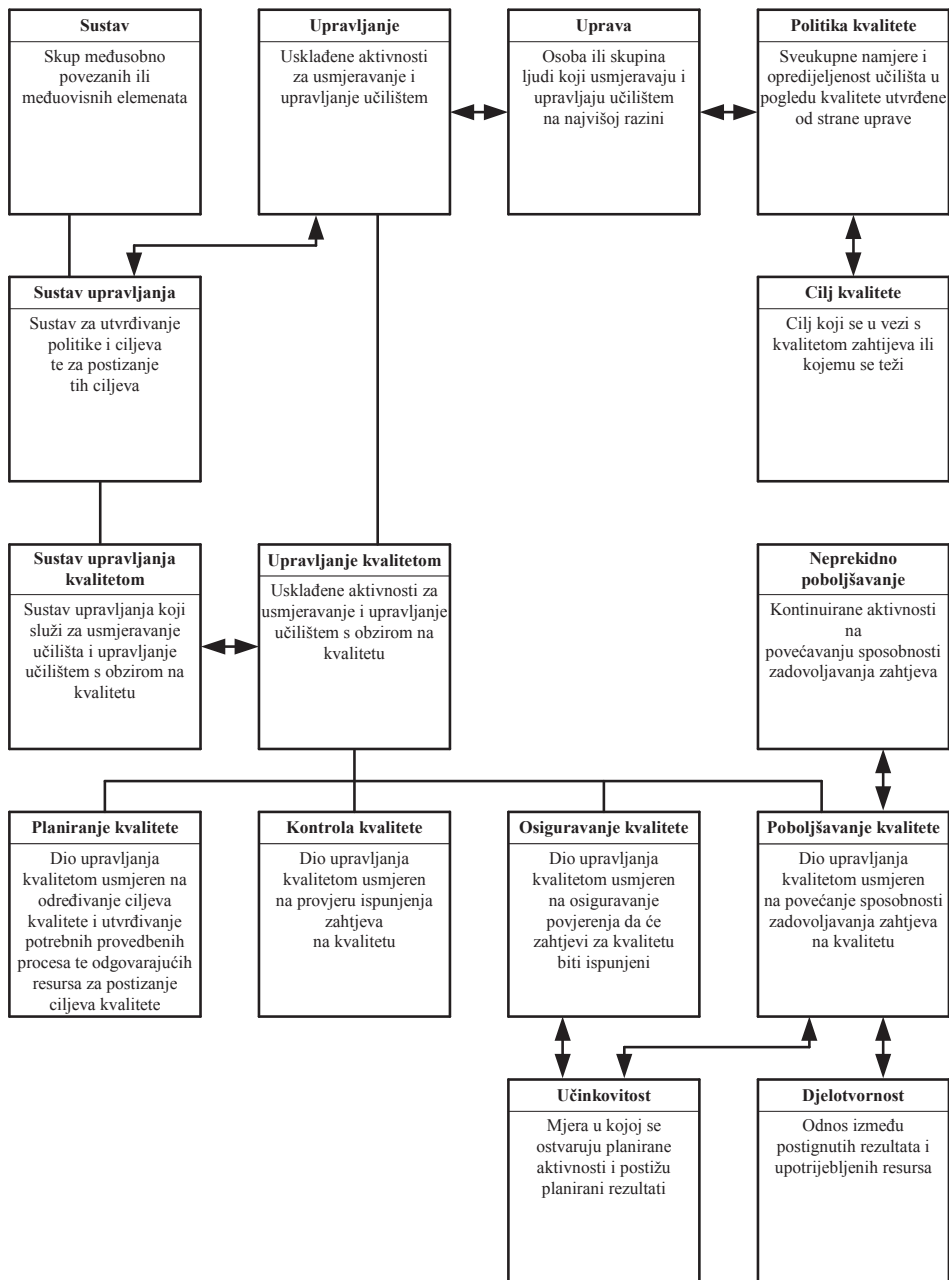 Sustav
Skup međusobno
povezanih ili
međuovisnih elemenata
Upravljanje
Usklađene aktivnosti
za usmjeravanje i
upravljanje učilištem
Uprava
Osoba ili skupina
ljudi koji usmjeravaju i
upravljaju učilištem
na najvišoj razini
Politika kvalitete
Sveukupne namjere i
opredijeljenost učilišta u
pogledu kvalitete utvrđene
od strane uprave
Sustav upravljanja
Sustav za utvrđivanje
politike i ciljeva
te za postizanje
tih ciljeva
Cilj kvalitete
Cilj koji se u vezi s
kvalitetom zahtijeva ili
kojemu se teži
Sustav upravljanja
kvalitetom
Sustav upravljanja koji
služi za usmjeravanje
učilišta i upravljanje
učilištem s obzirom na
kvalitetu
Upravljanje kvalitetom
Usklađene aktivnosti za
usmjeravanje i upravljanje
učilištem s obzirom na
kvalitetu
Neprekidno
poboljšavanje
Kontinuirane aktivnosti
na
povećavanju sposobnosti
zadovoljavanja zahtjeva
Planiranje kvalitete
Dio upravljanja
kvalitetom usmjeren na
određivanje ciljeva
kvalitete i utvrđivanje
potrebnih provedbenih
procesa te odgovarajućih
resursa za postizanje
ciljeva kvalitete
Kontrola kvalitete
Dio upravljanja
kvalitetom usmjeren
na provjeru ispunjenja
zahtjeva
na kvalitetu
Osiguravanje kvalitete
Dio upravljanja
kvalitetom usmjeren
na osiguravanje
povjerenja da će
zahtjevi za kvalitetu
biti ispunjeni
Poboljšavanje kvalitete
Dio upravljanja
kvalitetom usmjeren
na povećanje sposobnosti
zadovoljavanja zahtjeva
na kvalitetu
Učinkovitost
Mjera u kojoj se
ostvaruju planirane
aktivnosti i postižu
planirani rezultati
Djelotvornost
Odnos između
postignutih rezultata i
upotrijebljenih resursa